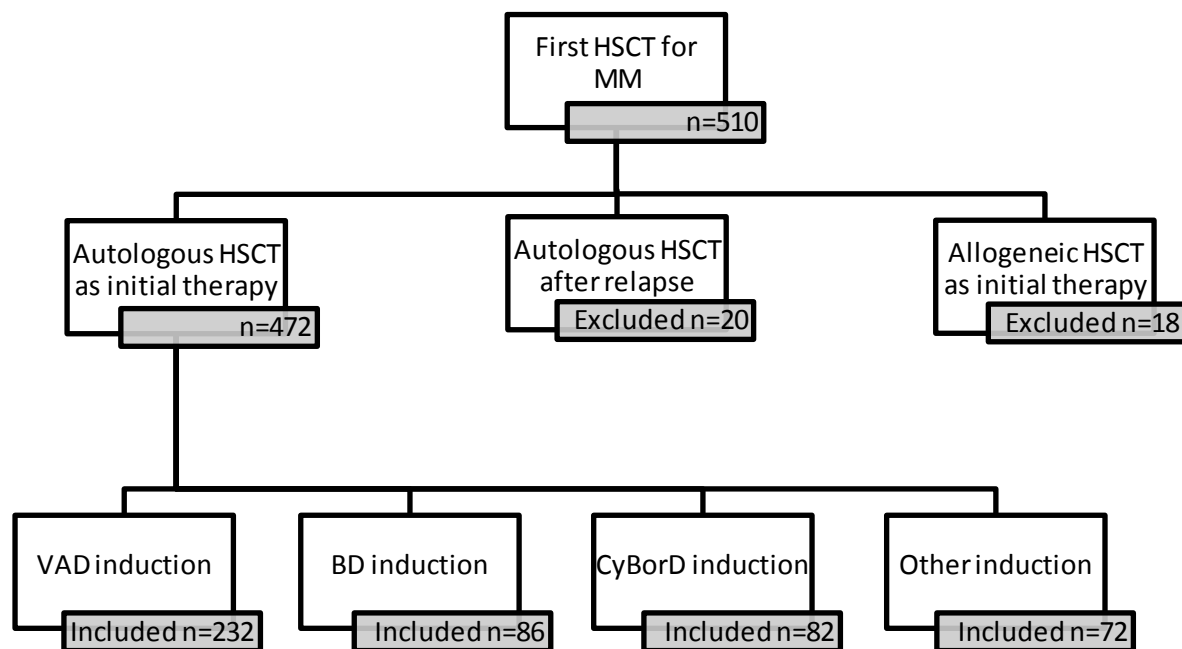 First HSCT for
MM
n=510
Autologous HSCT
as initial therapy
n=472
Autologous HSCT
after relapse
Excluded n=20
Allogeneic HSCT
as initial therapy
Excluded n=18
VAD induction
Included n=232
BD induction
Included n=86
CyBorD induction
Included n=82
Other induction
Included n=72